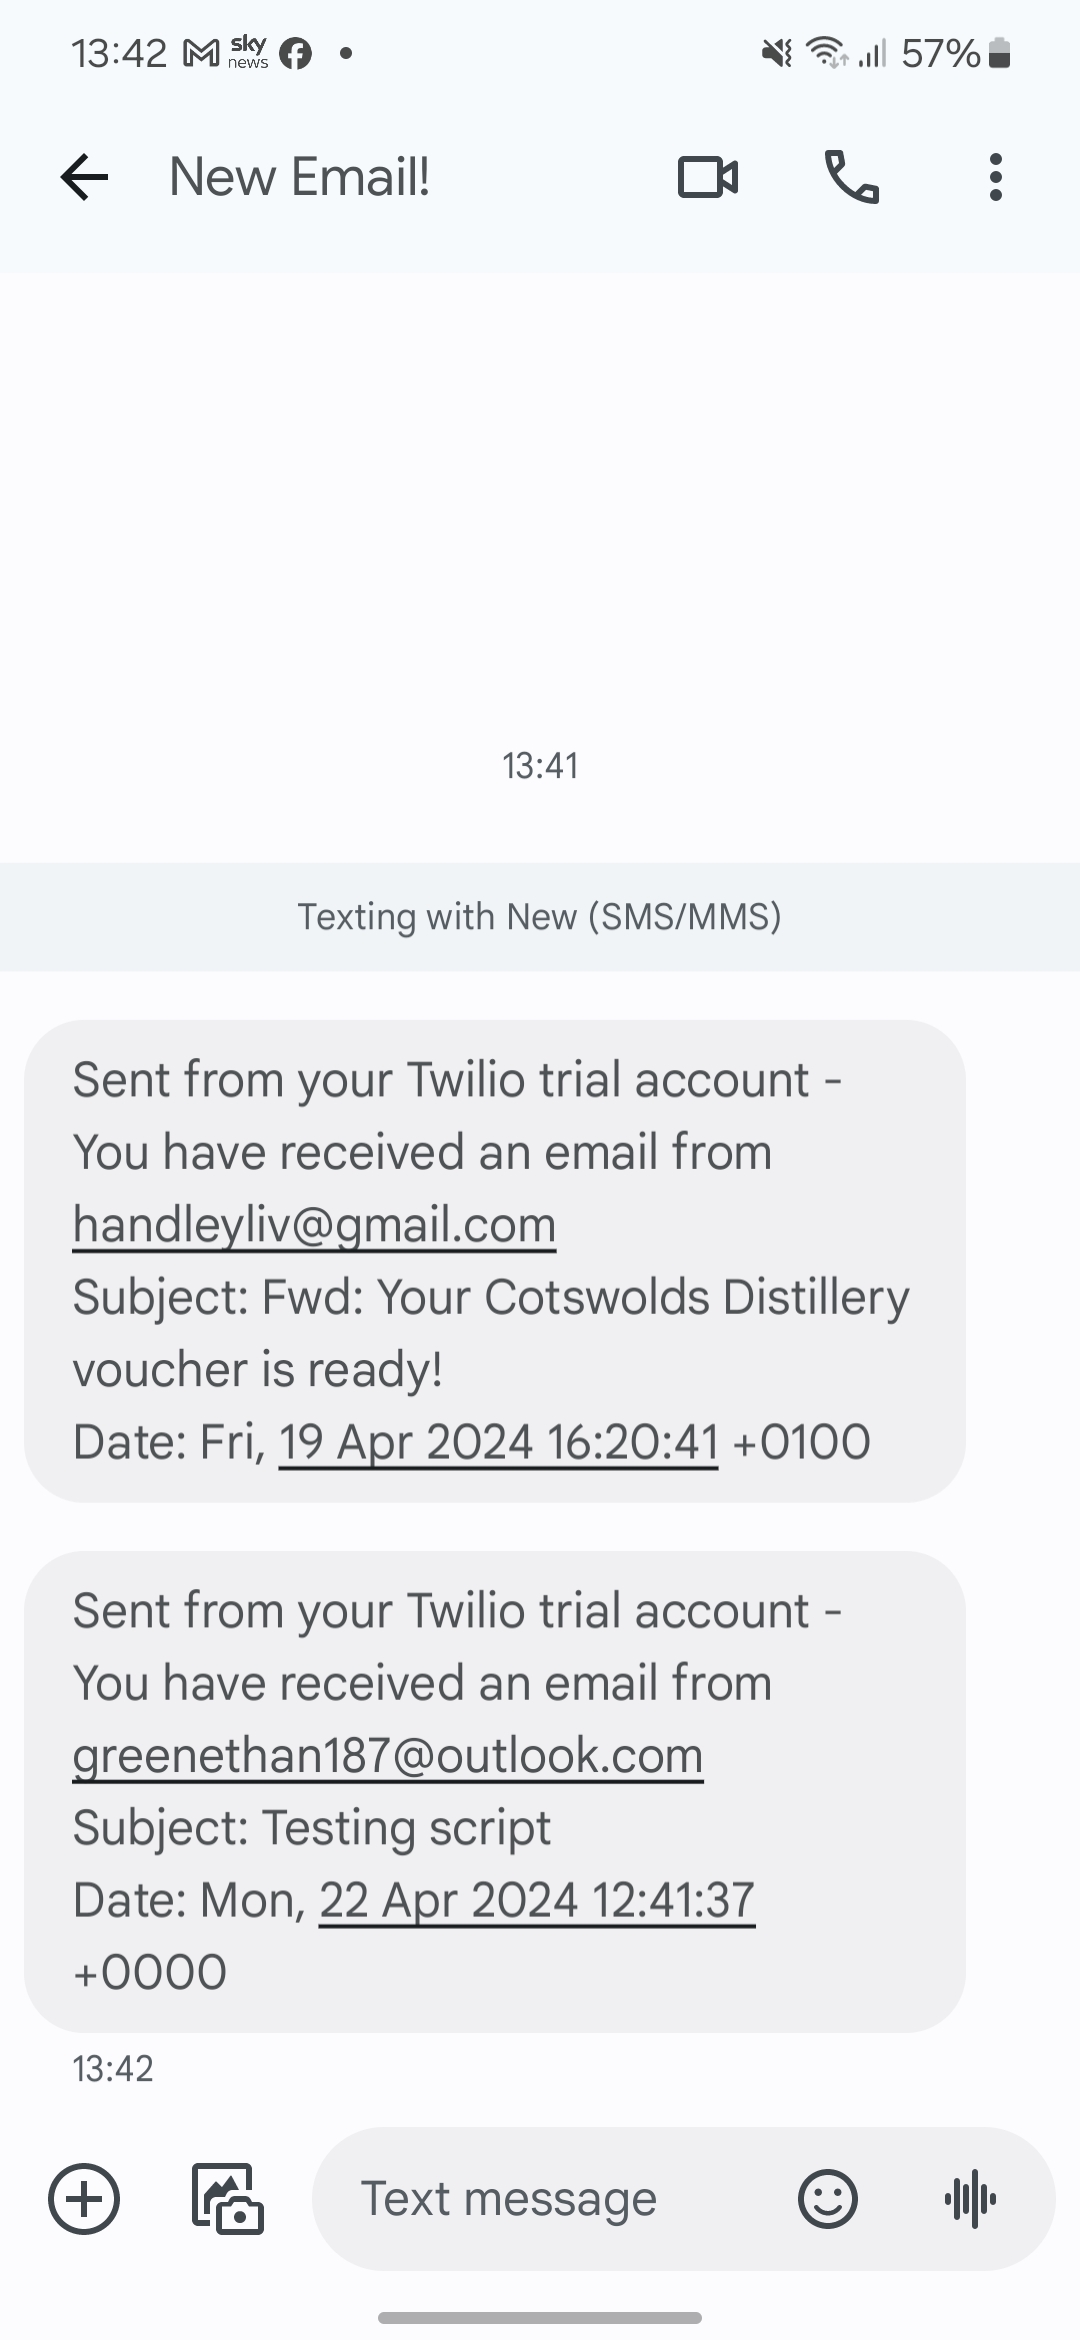 13:42 sky news 57%
New Email!
13:41
Texting with New (SMS/MMS)
Sent from your Twilio trial account -
You have received an email from
handleyliv@gmail.com
Subject: Fwd: Your Cotswolds Distillery
voucher is ready!
Date: Fri, 19 Apr 2024 16:20:41 +0100
Sent from your Twilio trial account -
You have received an email from
greenethan187@outlook.com
Subject: Testing script
Date: Mon, 22 Apr 2024 12:41:37
+0000
13:42
Text message